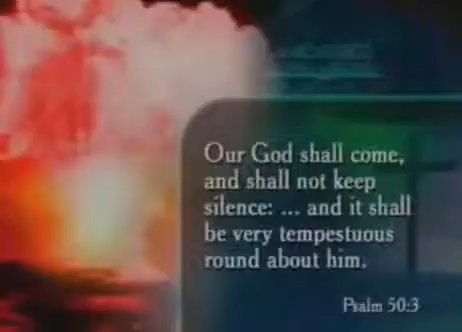 Our God shall come,
and shall not keep
silence: ... and it shall
be very tempestuous
round about him.
Psalm 50:3